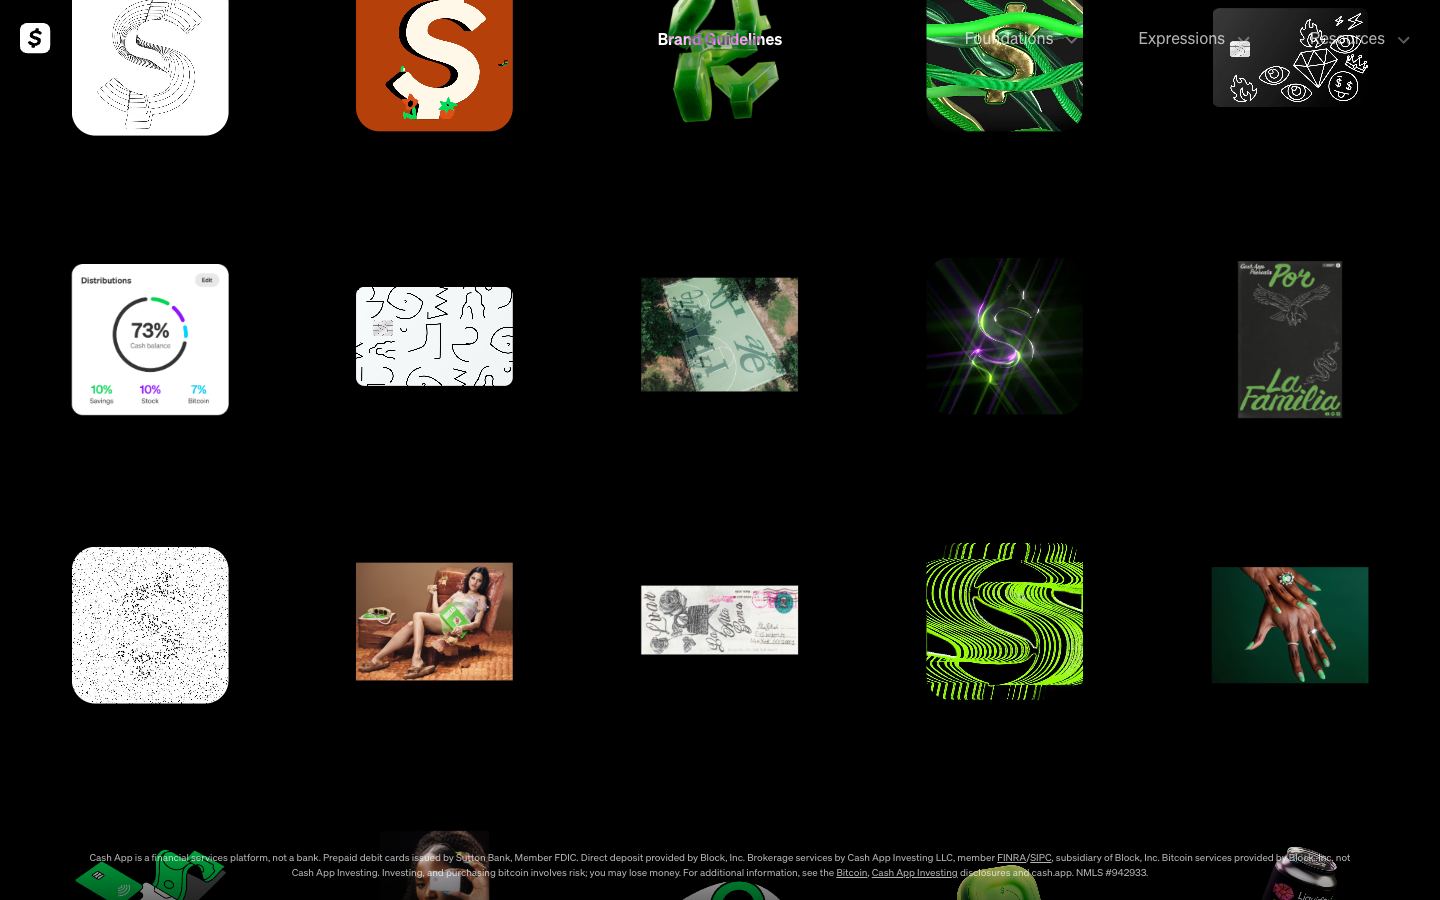 Brand Guidelines
Foundations
Expressions
Resources
Distributions
Edit
73%
Cash balance
10%
Savings
10%
Stock
7%
Bitcoin
Cash App
Presents
Por
La
Familia
Cash App is a financial services platform, not a bank. Prepaid debit cards issued by Sutton Bank, Member FDIC. Direct deposit provided by Block, Inc. Brokerage services by Cash App Investing LLC, member FINRA/SIPC, subsidiary of Block, Inc. Bitcoin services provided by Block, Inc. not
Cash App Investing. Investing, and purchasing bitcoin involves risk; you may lose money. For additional information, see the Bitcoin, Cash App Investing disclosures and cash.app. NMLS #942933.